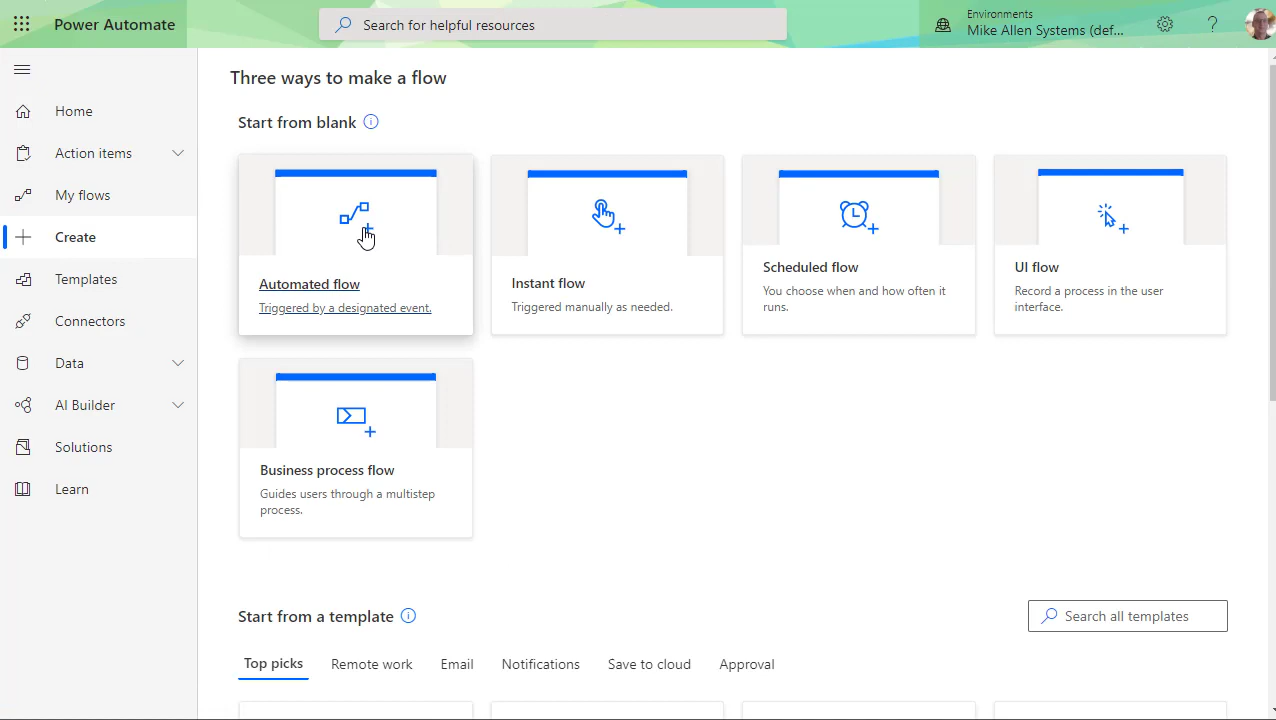 Power Automate
Search for helpful resources
Environments
Mike Allen Systems (def...
?
Home
Action items
My flows
Create
Templates
Connectors
Data
AI Builder
Solutions
Learn
Three ways to make a flow
Start from blank
Automated flow
Triggered by a designated event.
Instant flow
Triggered manually as needed.
Scheduled flow
You choose when and how often it
runs.
UI flow
Record a process in the user
interface.
Business process flow
Guides users through a multistep
process.
Start from a template
Search all templates
Top picks
Remote work
Email
Notifications
Save to cloud
Approval